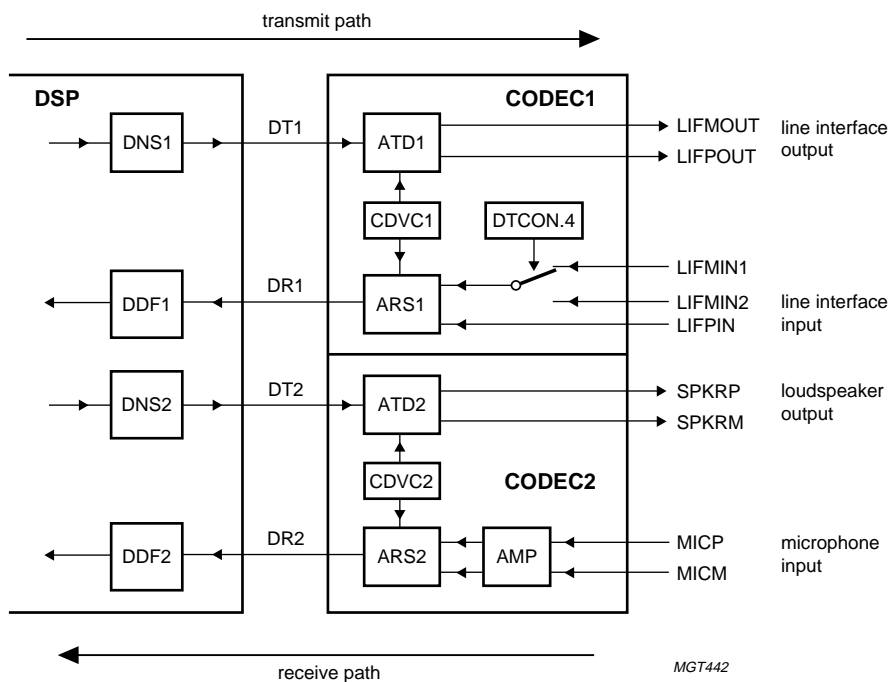 transmit path
DSP
CODEC1
DNS1
DT1
ATD1
LIFMOUT
LIFPOUT
line interface
output
CDVC1
DTCON.4
DDF1
DR1
ARS1
LIFMIN1
LIFMIN2
LIFPIN
line interface
input
DNS2
DT2
ATD2
SPKRP
SPKRM
loudspeaker
output
CDVC2
CODEC2
DDF2
DR2
ARS2
AMP
MICP
MICM
microphone
input
receive path
MGT442